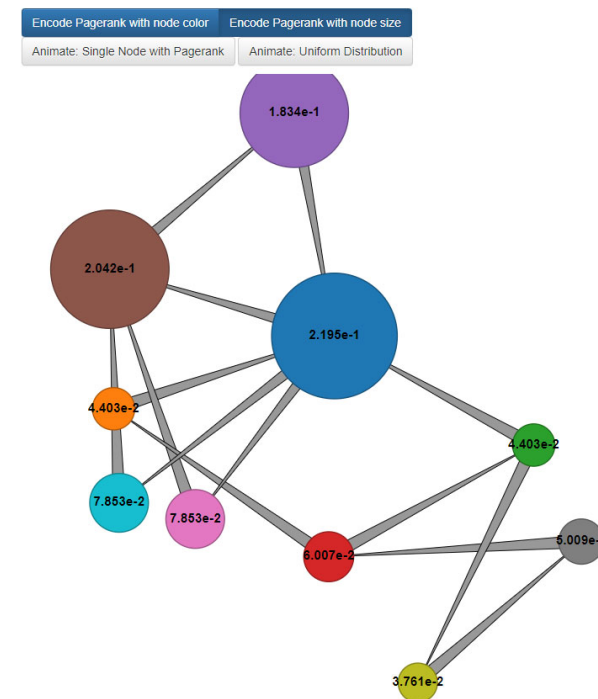 Encode Pagerank with node color Encode Pagerank with node size
Animate: Single Node with Pagerank Animate: Uniform Distribution
1.834e-1
2.042e-1
2.195e-1
4.403e-2
4.403e-2
7.853e-2
7.853e-2
6.007e-2
5.009e-
3.761e-2